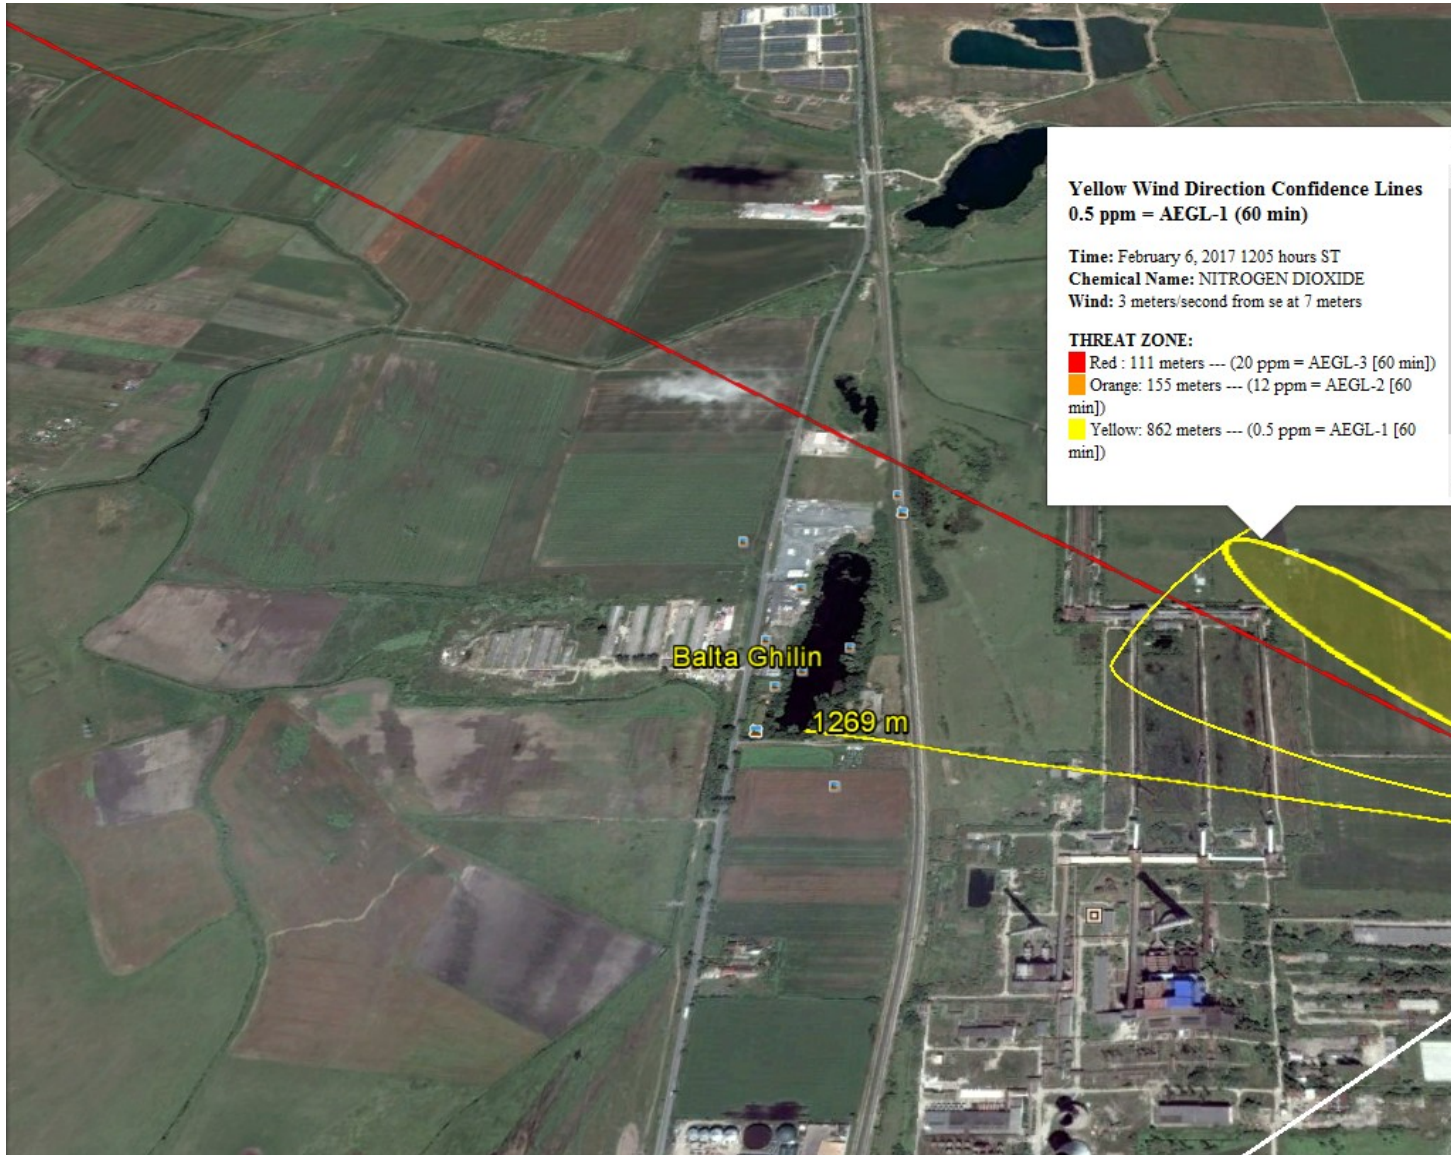 Yellow Wind Direction Confidence Lines
0.5 ppm = AEGL-1 (60 min)
Time: February 6, 2017 1205 hours ST
Chemical Name: NITROGEN DIOXIDE
Wind: 3 meters/second from se at 7 meters
THREAT ZONE:
Red : 111 meters --- (20 ppm = AEGL-3 [60 min])
Orange: 155 meters --- (12 ppm = AEGL-2 [60
min])
Yellow: 862 meters --- (0.5 ppm = AEGL-1 [60
min])
Balta Ghilin
1269 m